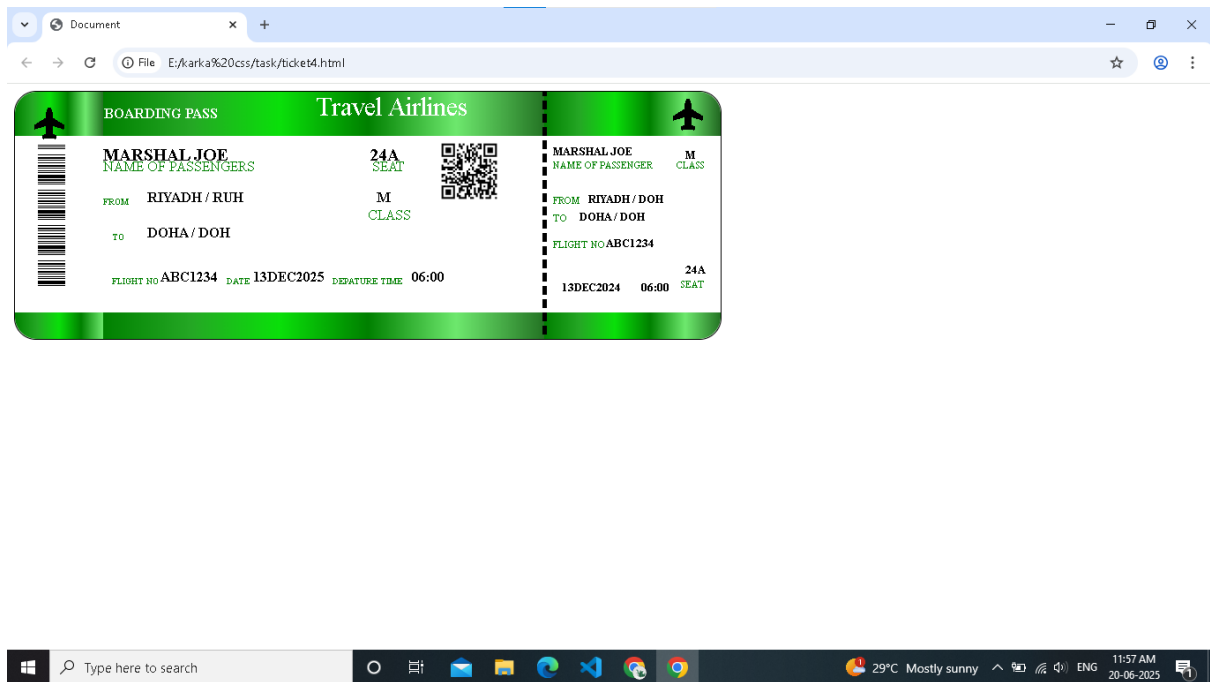 Document
File E:/karka%20css/task/ticket4.html
BOARDING PASS
Travel Airlines
MARSHAL JOE
NAME OF PASSENGERS
24A
SEAT
FROM RIYADH / RUH
M
CLASS
TO DOHA / DOH
FLIGHT NO ABC1234 DATE 13DEC2025 DEPATURE TIME 06:00
MARSHAL JOE
NAME OF PASSENGER
M
CLASS
FROM RIYADH / DOH
TO DOHA / DOH
FLIGHT NO ABC1234
24A
SEAT
13DEC2024 06:00
Type here to search
1
29°C Mostly sunny
ENG
11:57 AM
20-06-2025
1